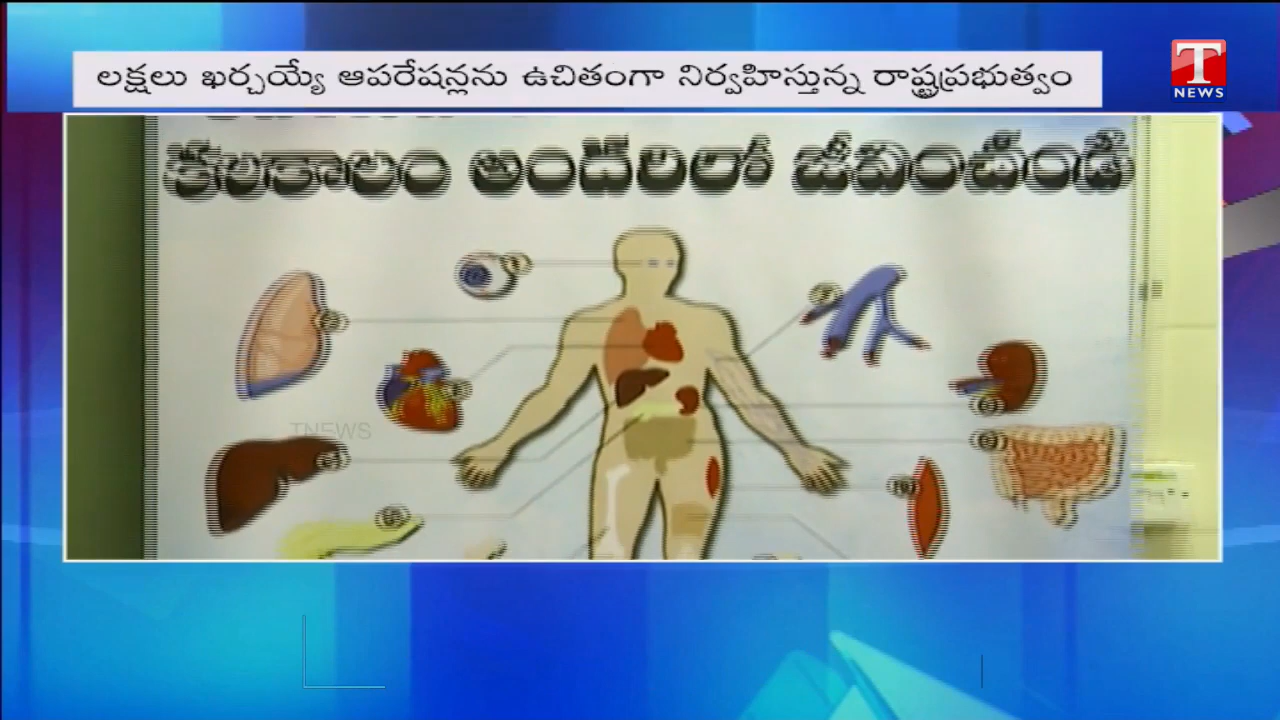 లక్షలు ఖర్చయ్యే ఆపరేషన్లను ఉచితంగా నిర్వహిస్తున్న రాష్ట్రప్రభుత్వం
T
NEWS
కలకాలం అందరిలో జీవించండి
TNEWS